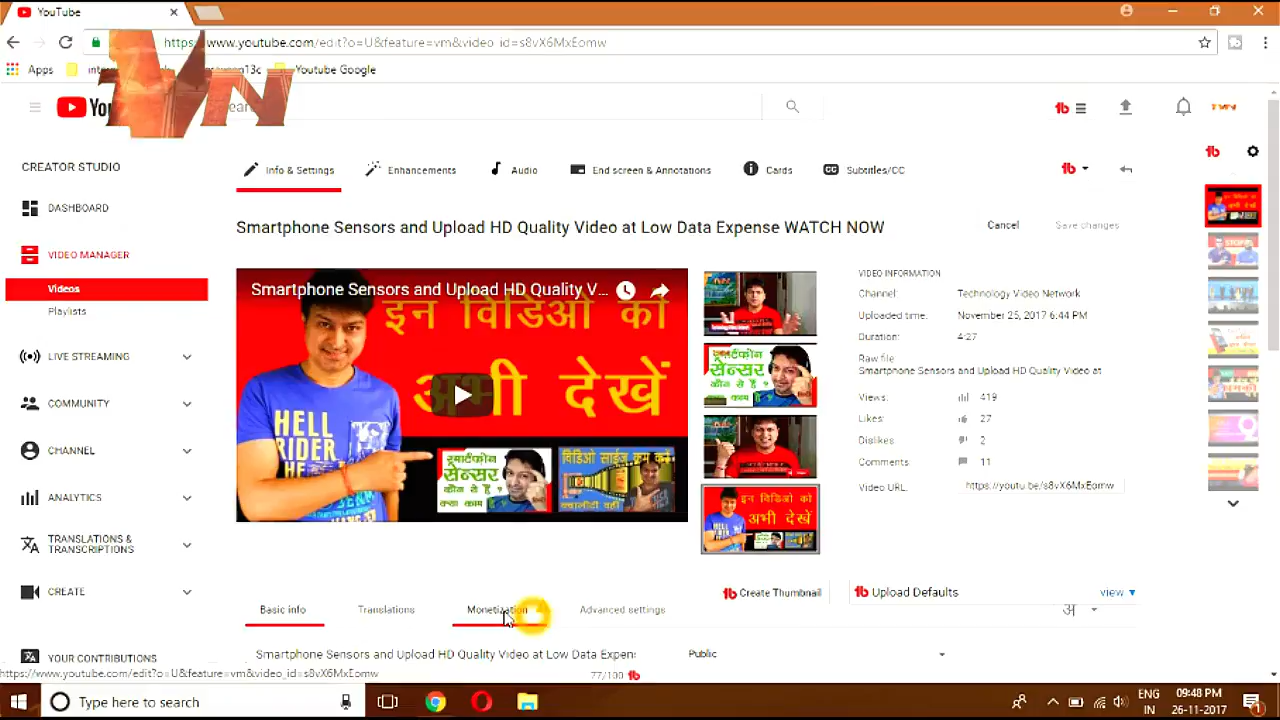 YouTube
https://www.youtube.com/edit?o=U&feature=vm&video_id=s8vX6MxEomw
Apps
Youtube Google
CREATOR STUDIO
Info & Settings
Enhancements
Audio
End screen & Annotations
Cards
Subtitles/CC
DASHBOARD
Smartphone Sensors and Upload HD Quality Video at Low Data Expense WATCH NOW
Cancel
Save changes
VIDEO MANAGER
Videos
Playlists
LIVE STREAMING
COMMUNITY
CHANNEL
ANALYTICS
TRANSLATIONS &
TRANSCRIPTIONS
CREATE
YOUR CONTRIBUTIONS
Smartphone Sensors and Upload HD Quality V...
इन विडिओ को
अभी देखें
HELL
RIDER
स्मार्टफोन
सेन्सर
कौन से हैं ?
VIDEO INFORMATION
Channel: Technology Video Network
Uploaded time: November 25, 2017 6:44 PM
Duration: 4:27
Raw file
Smartphone Sensors and Upload HD Quality Video at
Views: 419
Likes: 27
Dislikes 2
Comments 11
Video URL: https://youtu.be/s8vX6MxEomw
स्मार्टफोन
सेन्सर
कौन से हैं ?
इन विडिओ को
अभी देखें
Create Thumbnail
Upload Defaults
view
Basic info
Translations
Monetization
Advanced settings
अ
Smartphone Sensors and Upload HD Quality Video at Low Data Expen
Public
77/100
https://www.youtube.com/edit?o=U&feature=vm&video_id=s8vX6MxEomw
Type here to search
ENG
IN
09:48 PM
26-11-2017